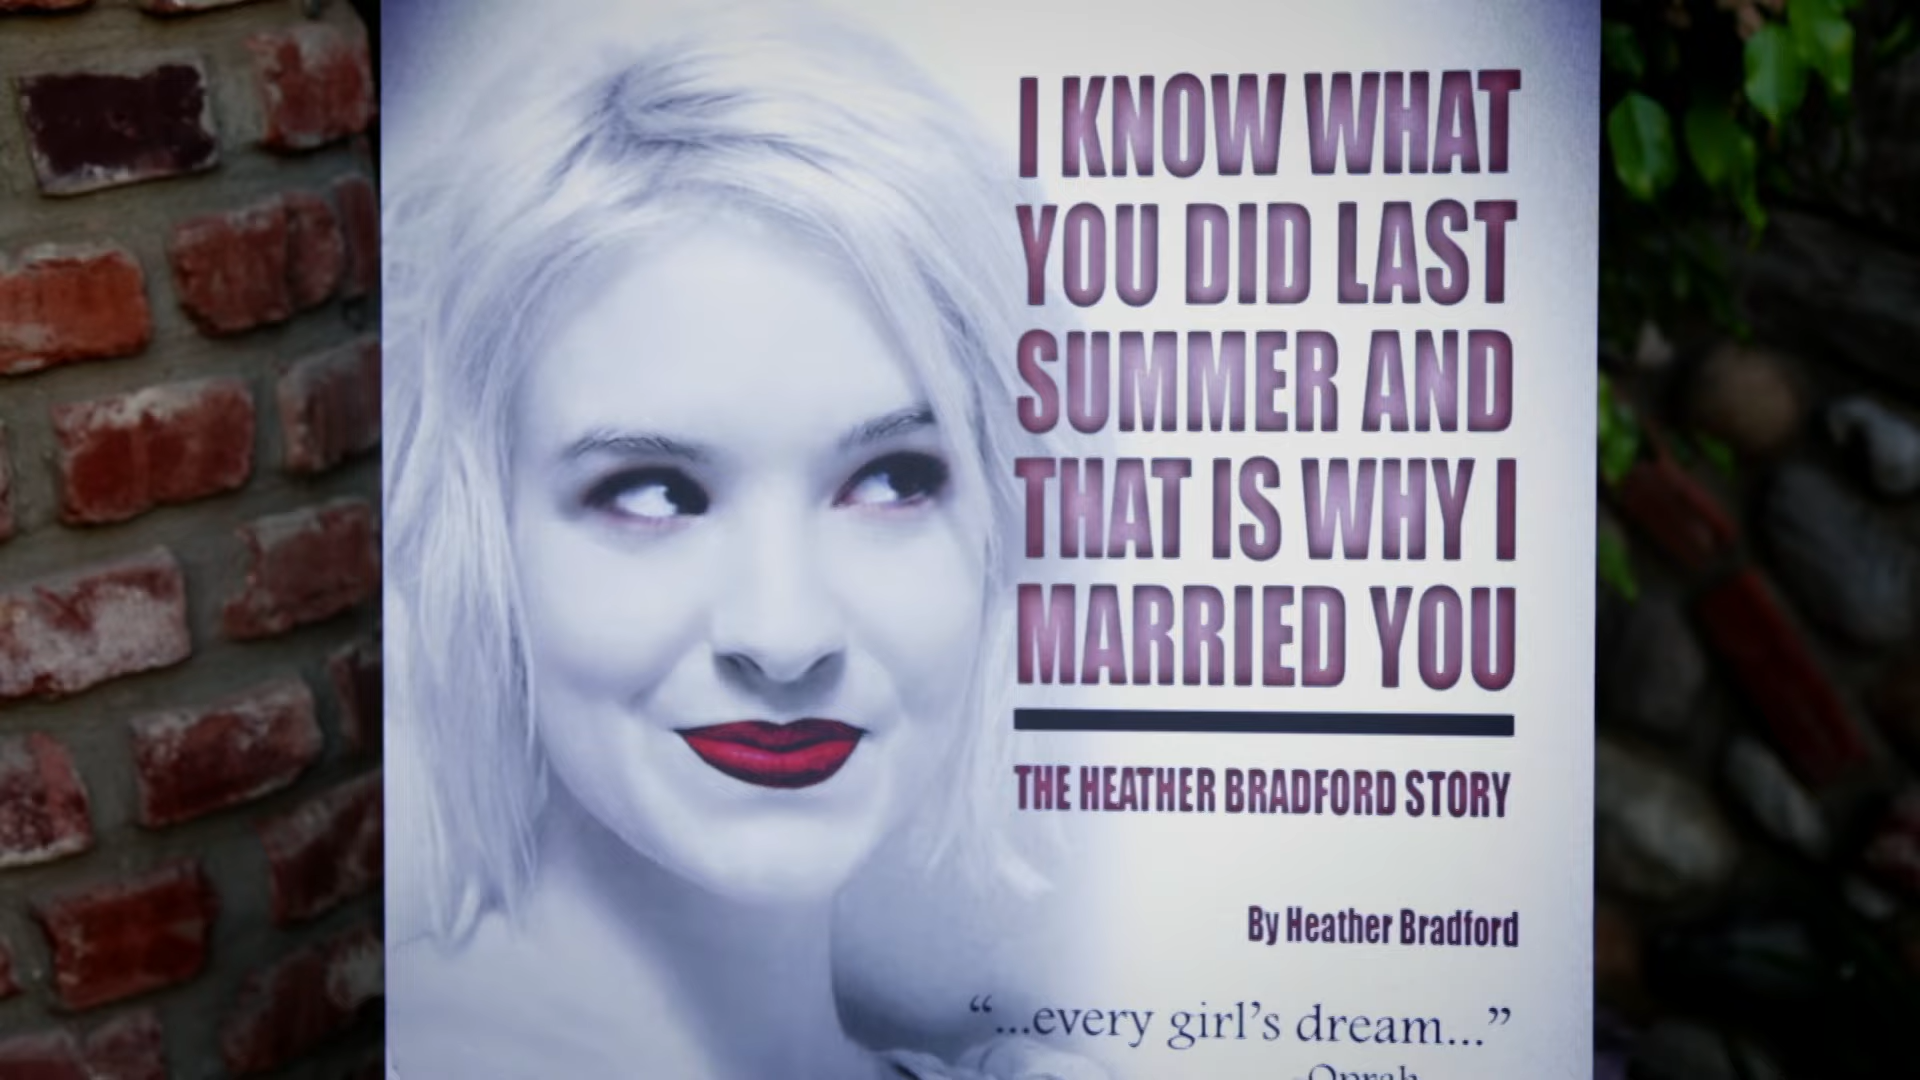 I KNOW WHAT
YOU DID LAST
SUMMER AND
THAT IS WHY I
MARRIED YOU
THE HEATHER BRADFORD STORY
By Heather Bradford
“...every girl’s dream...”
-Oprah